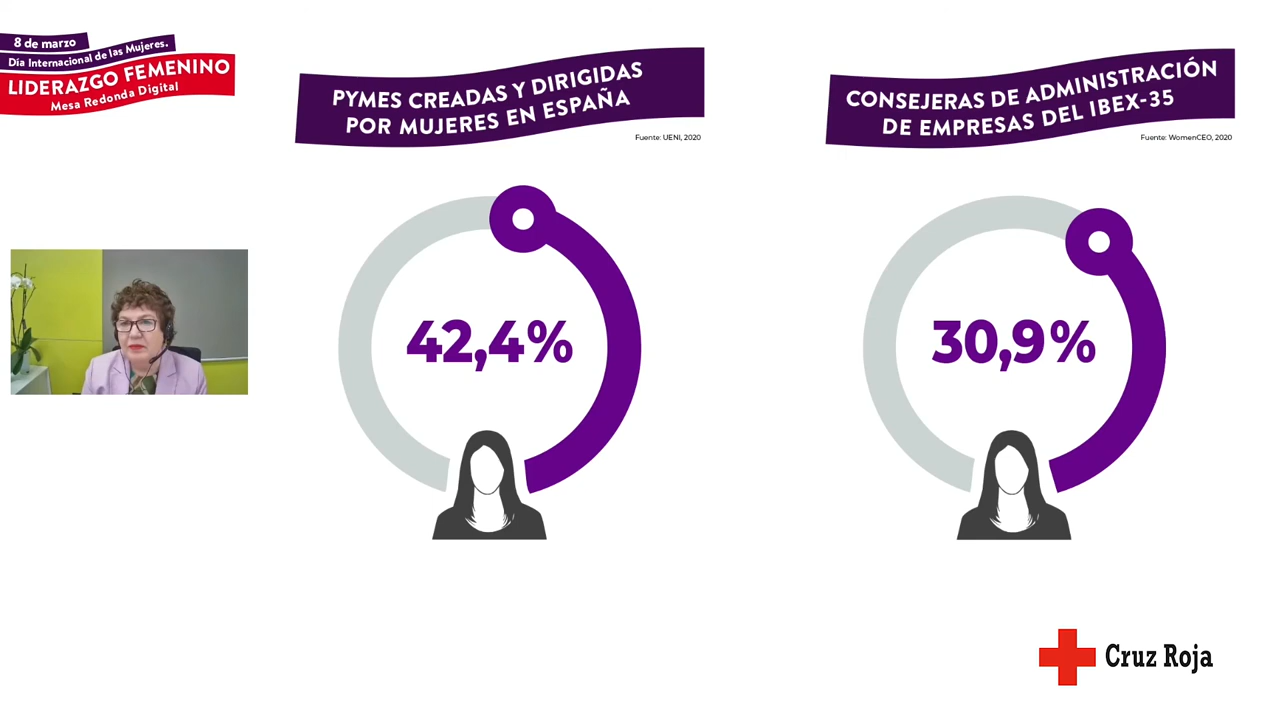 8 de marzo
Día Internacional de las Mujeres.
LIDERAZGO FEMENINO
Mesa Redonda Digital
PYMES CREADAS Y DIRIGIDAS
POR MUJERES EN ESPAÑA
Fuente: UENI, 2020
42,4%
CONSEJERAS DE ADMINISTRACIÓN
DE EMPRESAS DEL IBEX-35
Fuente: WomenCEO, 2020
30,9%
Cruz Roja